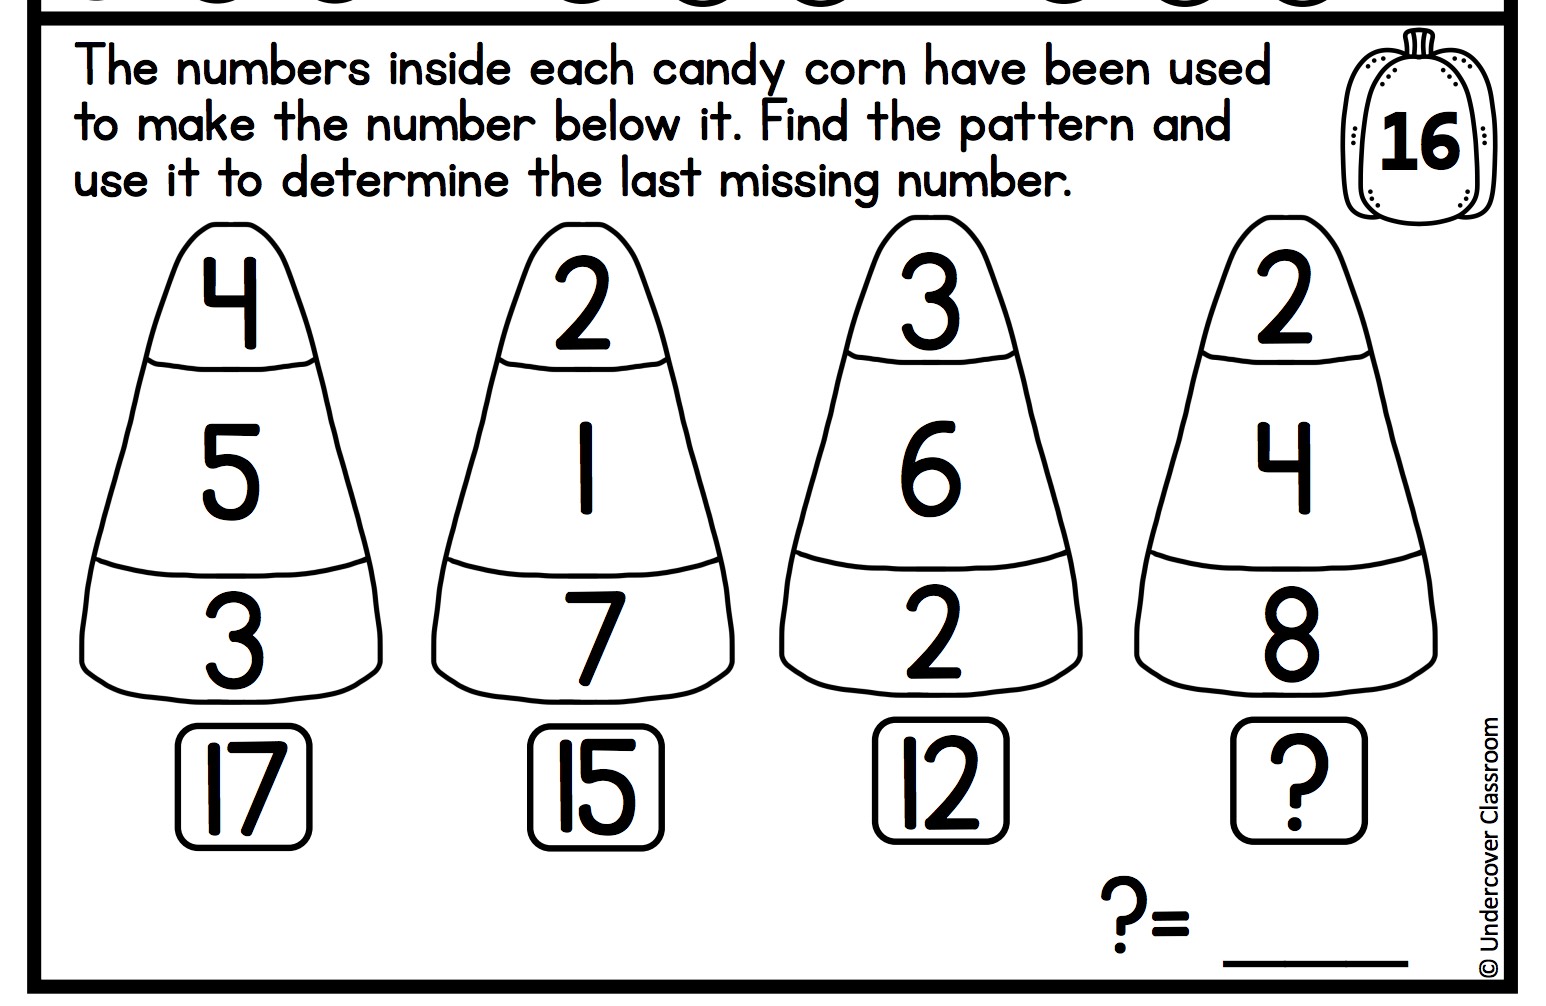 The numbers inside each candy corn have been used
to make the number below it. Find the pattern and
use it to determine the last missing number.
16
4 2 3 2
5 1 6 4
3 7 2 8
17 15 12 ?
?= ______
© Undercover Classroom